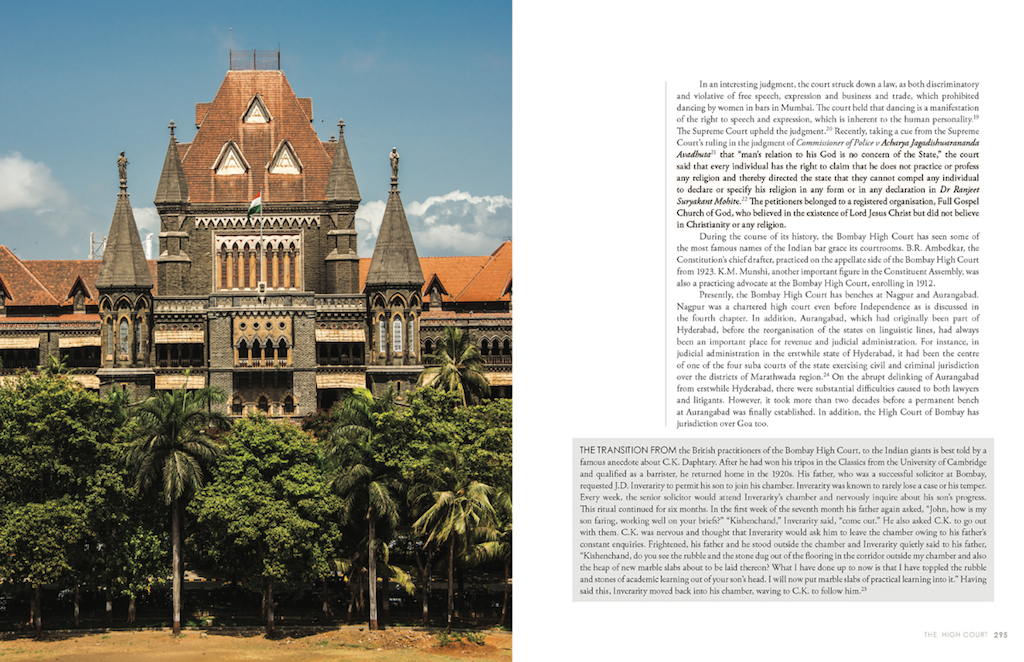 In an interesting judgment, the court struck down a law, as both discriminatory
and violative of free speech, expression and business and trade, which prohibited
dancing by women in bars in Mumbai. The court held that dancing is a manifestation
of the right to speech and expression, which is inherent to the human personality.19
The Supreme Court upheld the judgment.20 Recently, taking a cue from the Supreme
Court's ruling in the judgment of Commissioner of Police v Acharya Jagadishwarananda
Avadhuta21 that "man's relation to his God is no concern of the State," the court
said that every individual has the right to claim that he does not practice or profess
any religion and thereby directed the state that they cannot compel any individual
to declare or specify his religion in any form or in any declaration in Dr Ranjeet
Suryakant Mohite.22 The petitioners belonged to a registered organisation, Full Gospel
Church of God, who believed in the existence of Lord Jesus Christ but did not believe
in Christianity or any religion.
During the course of its history, the Bombay High Court has seen some of
the most famous names of the Indian bar grace its courtrooms. B.R. Ambedkar, the
Constitution's chief drafter, practiced on the appellate side of the Bombay High Court
from 1923. K.M. Munshi, another important figure in the Constituent Assembly, was
also a practicing advocate at the Bombay High Court, enrolling in 1912.
Presently, the Bombay High Court has benches at Nagpur and Aurangabad.
Nagpur was a chartered high court even before Independence as is discussed in
the fourth chapter. In addition, Aurangabad, which had originally been part of
Hyderabad, before the reorganisation of the states on linguistic lines, had always
been an important place for revenue and judicial administration. For instance, in
judicial administration in the erstwhile state of Hyderabad, it had been the centre
of one of the four suba courts of the state exercising civil and criminal jurisdiction
over the districts of Marathwada region.24 On the abrupt delinking of Aurangabad
from erstwhile Hyderabad, there were substantial difficulties caused to both lawyers
and litigants. However, it took more than two decades before a permanent bench
at Aurangabad was finally established. In addition, the High Court of Bombay has
jurisdiction over Goa too.
THE TRANSITION FROM the British practitioners of the Bombay High Court, to the Indian giants is best told by a
famous anecdote about C.K. Daphtary. After he had won his tripos in the Classics from the University of Cambridge
and qualified as a barrister, he returned home in the 1920s. His father, who was a successful solicitor at Bombay,
requested J.D. Inverarity to permit his son to join his chamber. Inverarity was known to rarely lose a case or his temper.
Every week, the senior solicitor would attend Inverarity's chamber and nervously inquire about his son's progress.
This ritual continued for six months. In the first week of the seventh month his father again asked, "John, how is my
son faring, working well on your briefs?" "Kishenchand," Inverarity said, "come out." He also asked C.K. to go out
with them. C.K. was nervous and thought that Inverarity would ask him to leave the chamber owing to his father's
constant enquiries. Frightened, his father and he stood outside the chamber and Inverarity quietly said to his father,
"Kishenchand, do you see the rubble and the stone dug out of the flooring in the corridor outside my chamber and also
the heap of new marble slabs about to be laid thereon? What I have done up to now is that I have toppled the rubble
and stones of academic learning out of your son's head. I will now put marble slabs of practical learning into it." Having
said this, Inverarity moved back into his chamber, waving to C.K. to follow him.23
THE HIGH COURT 295